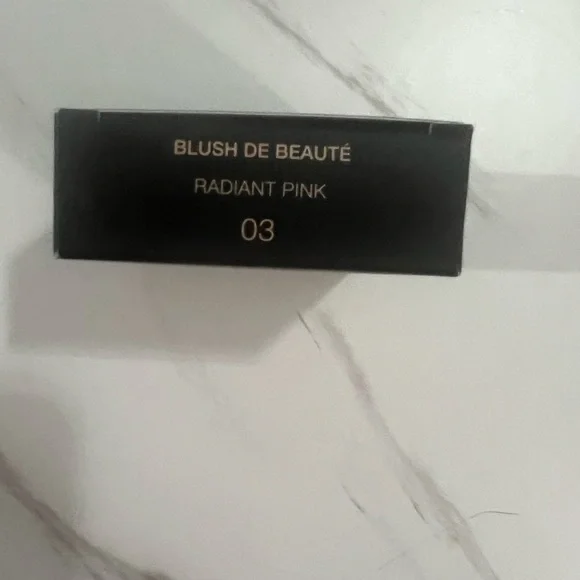 BLUSH DE BEAUTÉ
RADIANT PINK
03